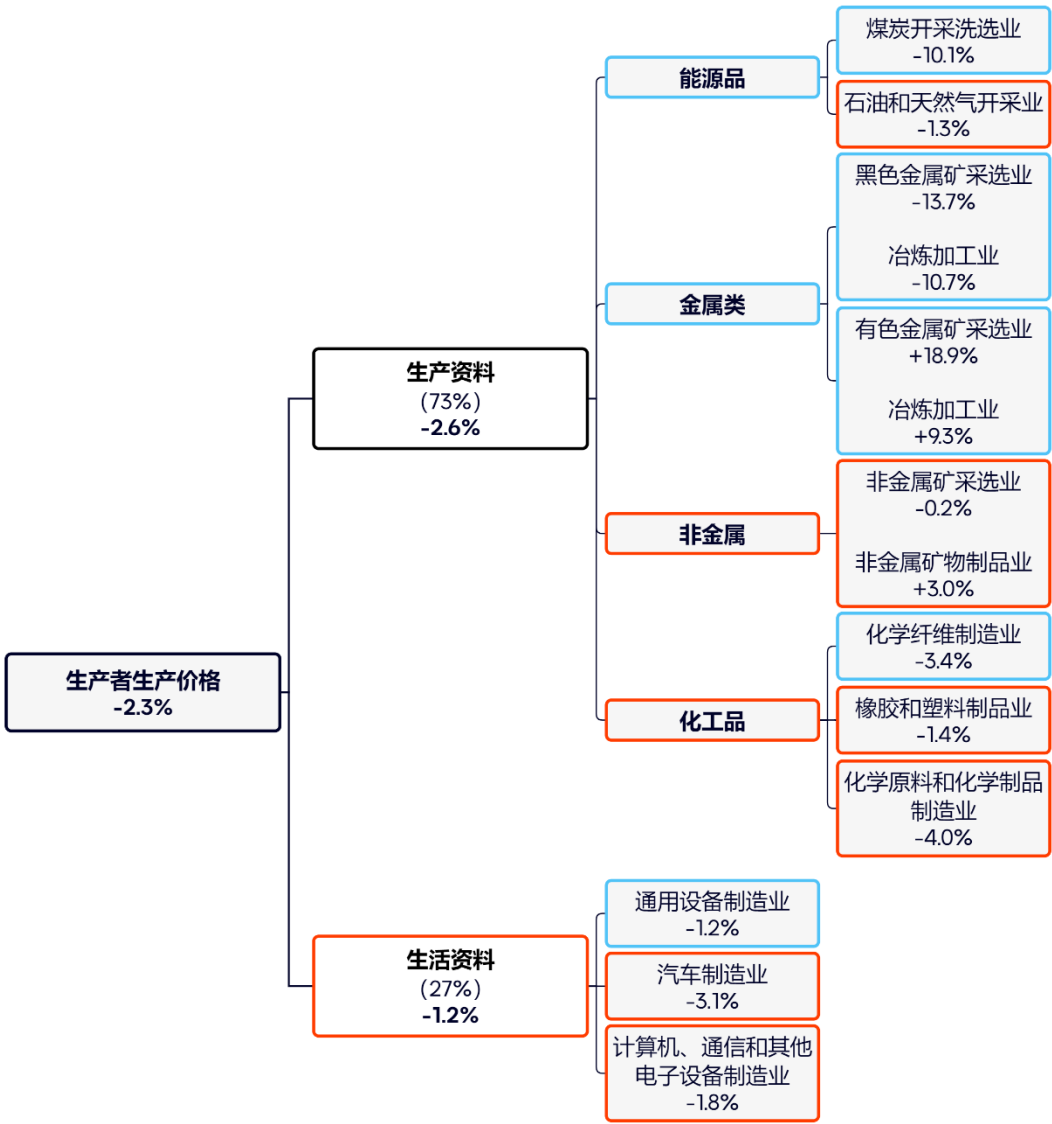 生产者生产价格
-2.3%
生产资料
（73%）
-2.6%
能源品
煤炭开采洗选业
-10.1%
石油和天然气开采业
-1.3%
金属类
黑色金属矿采选业
-13.7%
冶炼加工业
-10.7%
有色金属矿采选业
+18.9%
冶炼加工业
+9.3%
非金属
非金属矿采选业
-0.2%
非金属矿物制品业
+3.0%
化工品
化学纤维制造业
-3.4%
橡胶和塑料制品业
-1.4%
化学原料和化学制品
制造业
-4.0%
生活资料
（27%）
-1.2%
通用设备制造业
-1.2%
汽车制造业
-3.1%
计算机、通信和其他
电子设备制造业
-1.8%